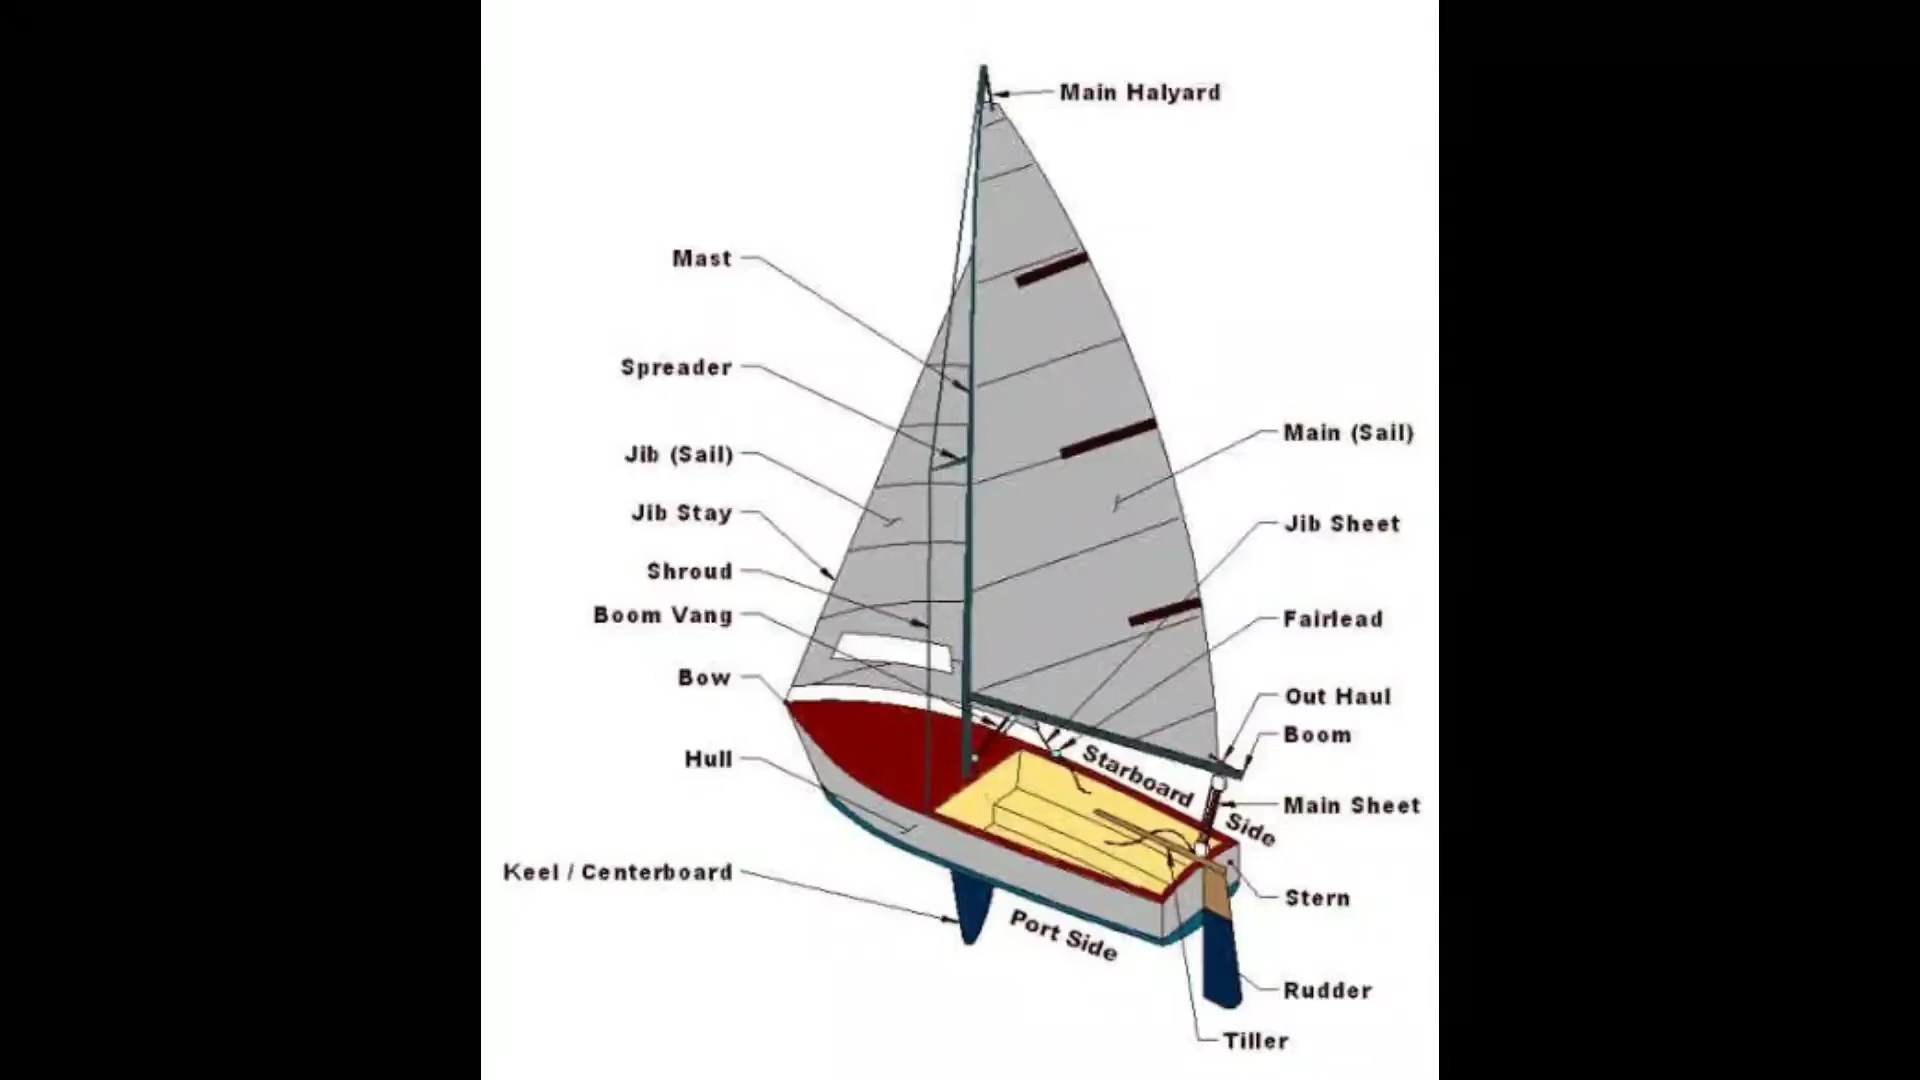 Main Halyard
Mast
Spreader
Main (Sail)
Jib (Sail)
Jib Stay
Jib Sheet
Shroud
Boom Vang
Fairlead
Bow
Out Haul
Boom
Hull
Starboard Side
Main Sheet
Keel / Centerboard
Stern
Port Side
Rudder
Tiller